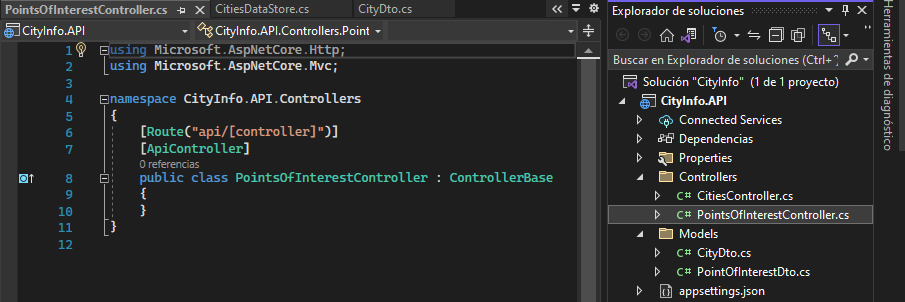 PointsOfInterestController.cs
CitiesDataStore.cs
CityDto.cs
CityInfo.API
CityInfo.API.Controllers.Point
1 using Microsoft.AspNetCore.Http;
2 using Microsoft.AspNetCore.Mvc;
3
4 namespace CityInfo.API.Controllers
5 {
6 [Route("api/[controller]")]
7 [ApiController]
0 referencias
8 public class PointsOfInterestController : ControllerBase
9 {
10 }
11 }
12
Explorador de soluciones
Buscar en Explorador de soluciones (Ctrl+
Solución "CityInfo" (1 de 1 proyecto)
CityInfo.API
Connected Services
Dependencias
Properties
Controllers
C# CitiesController.cs
C# PointsOfInterestController.cs
Models
C# CityDto.cs
C# PointOfInterestDto.cs
appsettings.json
Herramientas de diagnóstico